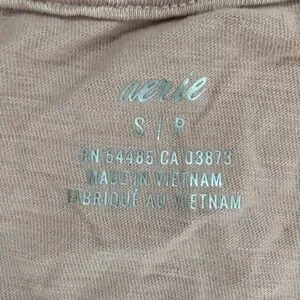 aerie
S | P
RN 54485 CA 03873
MADE IN VIETNAM
FABRIQUÉ AU VIETNAM